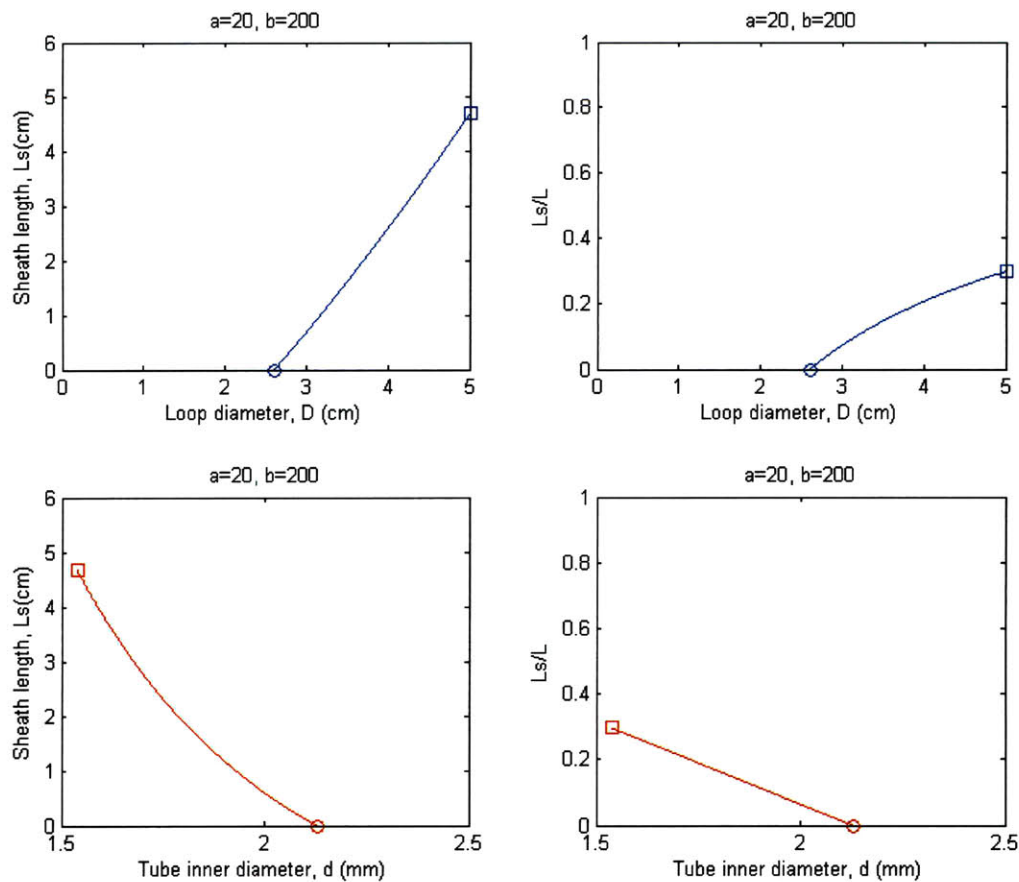 a=20, b=200
Sheath length, Ls(cm)
6
5
4
3
2
1
0
0 1 2 3 4 5
Loop diameter, D (cm)
a=20, b=200
Ls/L
1
0.8
0.6
0.4
0.2
0
0 1 2 3 4 5
Loop diameter, D (cm)
a=20, b=200
Sheath length, Ls(cm)
6
5
4
3
2
1
0
1.5 2 2.5
Tube inner diameter, d (mm)
a=20, b=200
Ls/L
1
0.8
0.6
0.4
0.2
0
1.5 2 2.5
Tube inner diameter, d (mm)